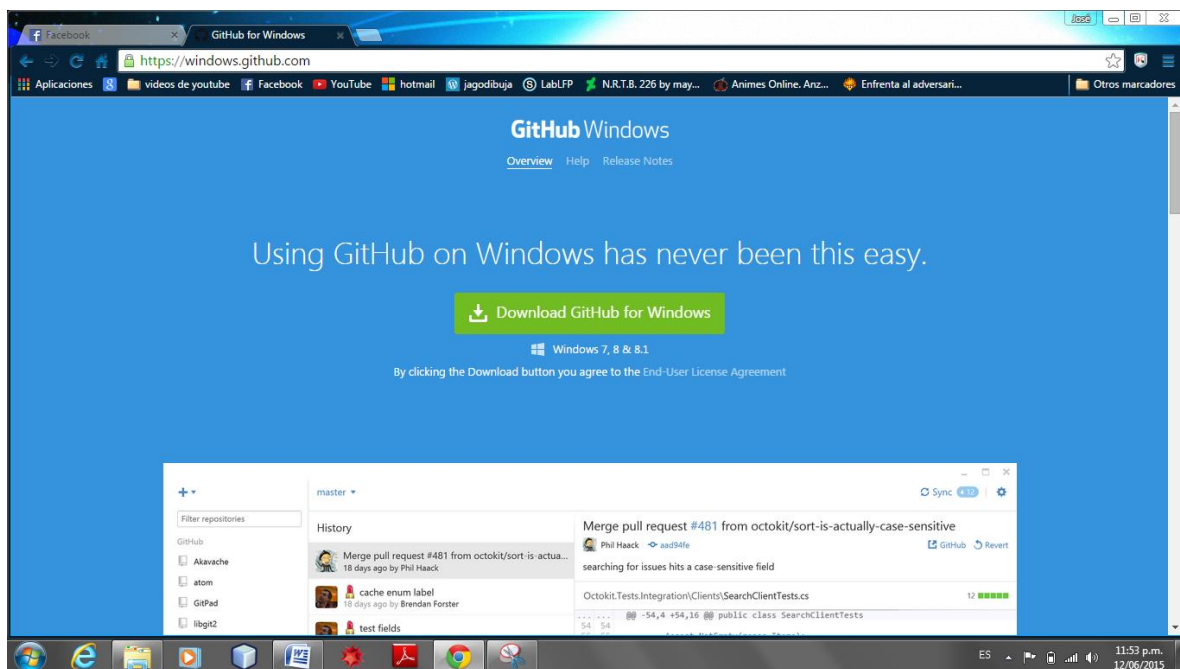 José
Facebook
GitHub for Windows
https://windows.github.com
Aplicaciones
videos de youtube
Facebook
YouTube
hotmail
jagodibuja
LabLFP
N.R.T.B. 226 by may...
Animes Online. Anz...
Enfrenta al adversari...
Otros marcadores
GitHub Windows
Overview Help Release Notes
Using GitHub on Windows has never been this easy.
Download GitHub for Windows
Windows 7, 8 & 8.1
By clicking the Download button you agree to the End-User License Agreement
master
Sync +12
Filter repositories
GitHub
Akavache
atom
GitPad
libgit2
History
Merge pull request #481 from octokit/sort-is-actua...
18 days ago by Phil Haack
cache enum label
18 days ago by Brendan Forster
test fields
Merge pull request #481 from octokit/sort-is-actually-case-sensitive
Phil Haack aad94fe
GitHub Revert
searching for issues hits a case-sensitive field
Octokit.Tests.Integration\Clients\SearchClientTests.cs 12
... ... @@ -54,4 +54,16 @@ public class SearchClientTests
54 54
ES
11:53 p.m.
12/06/2015